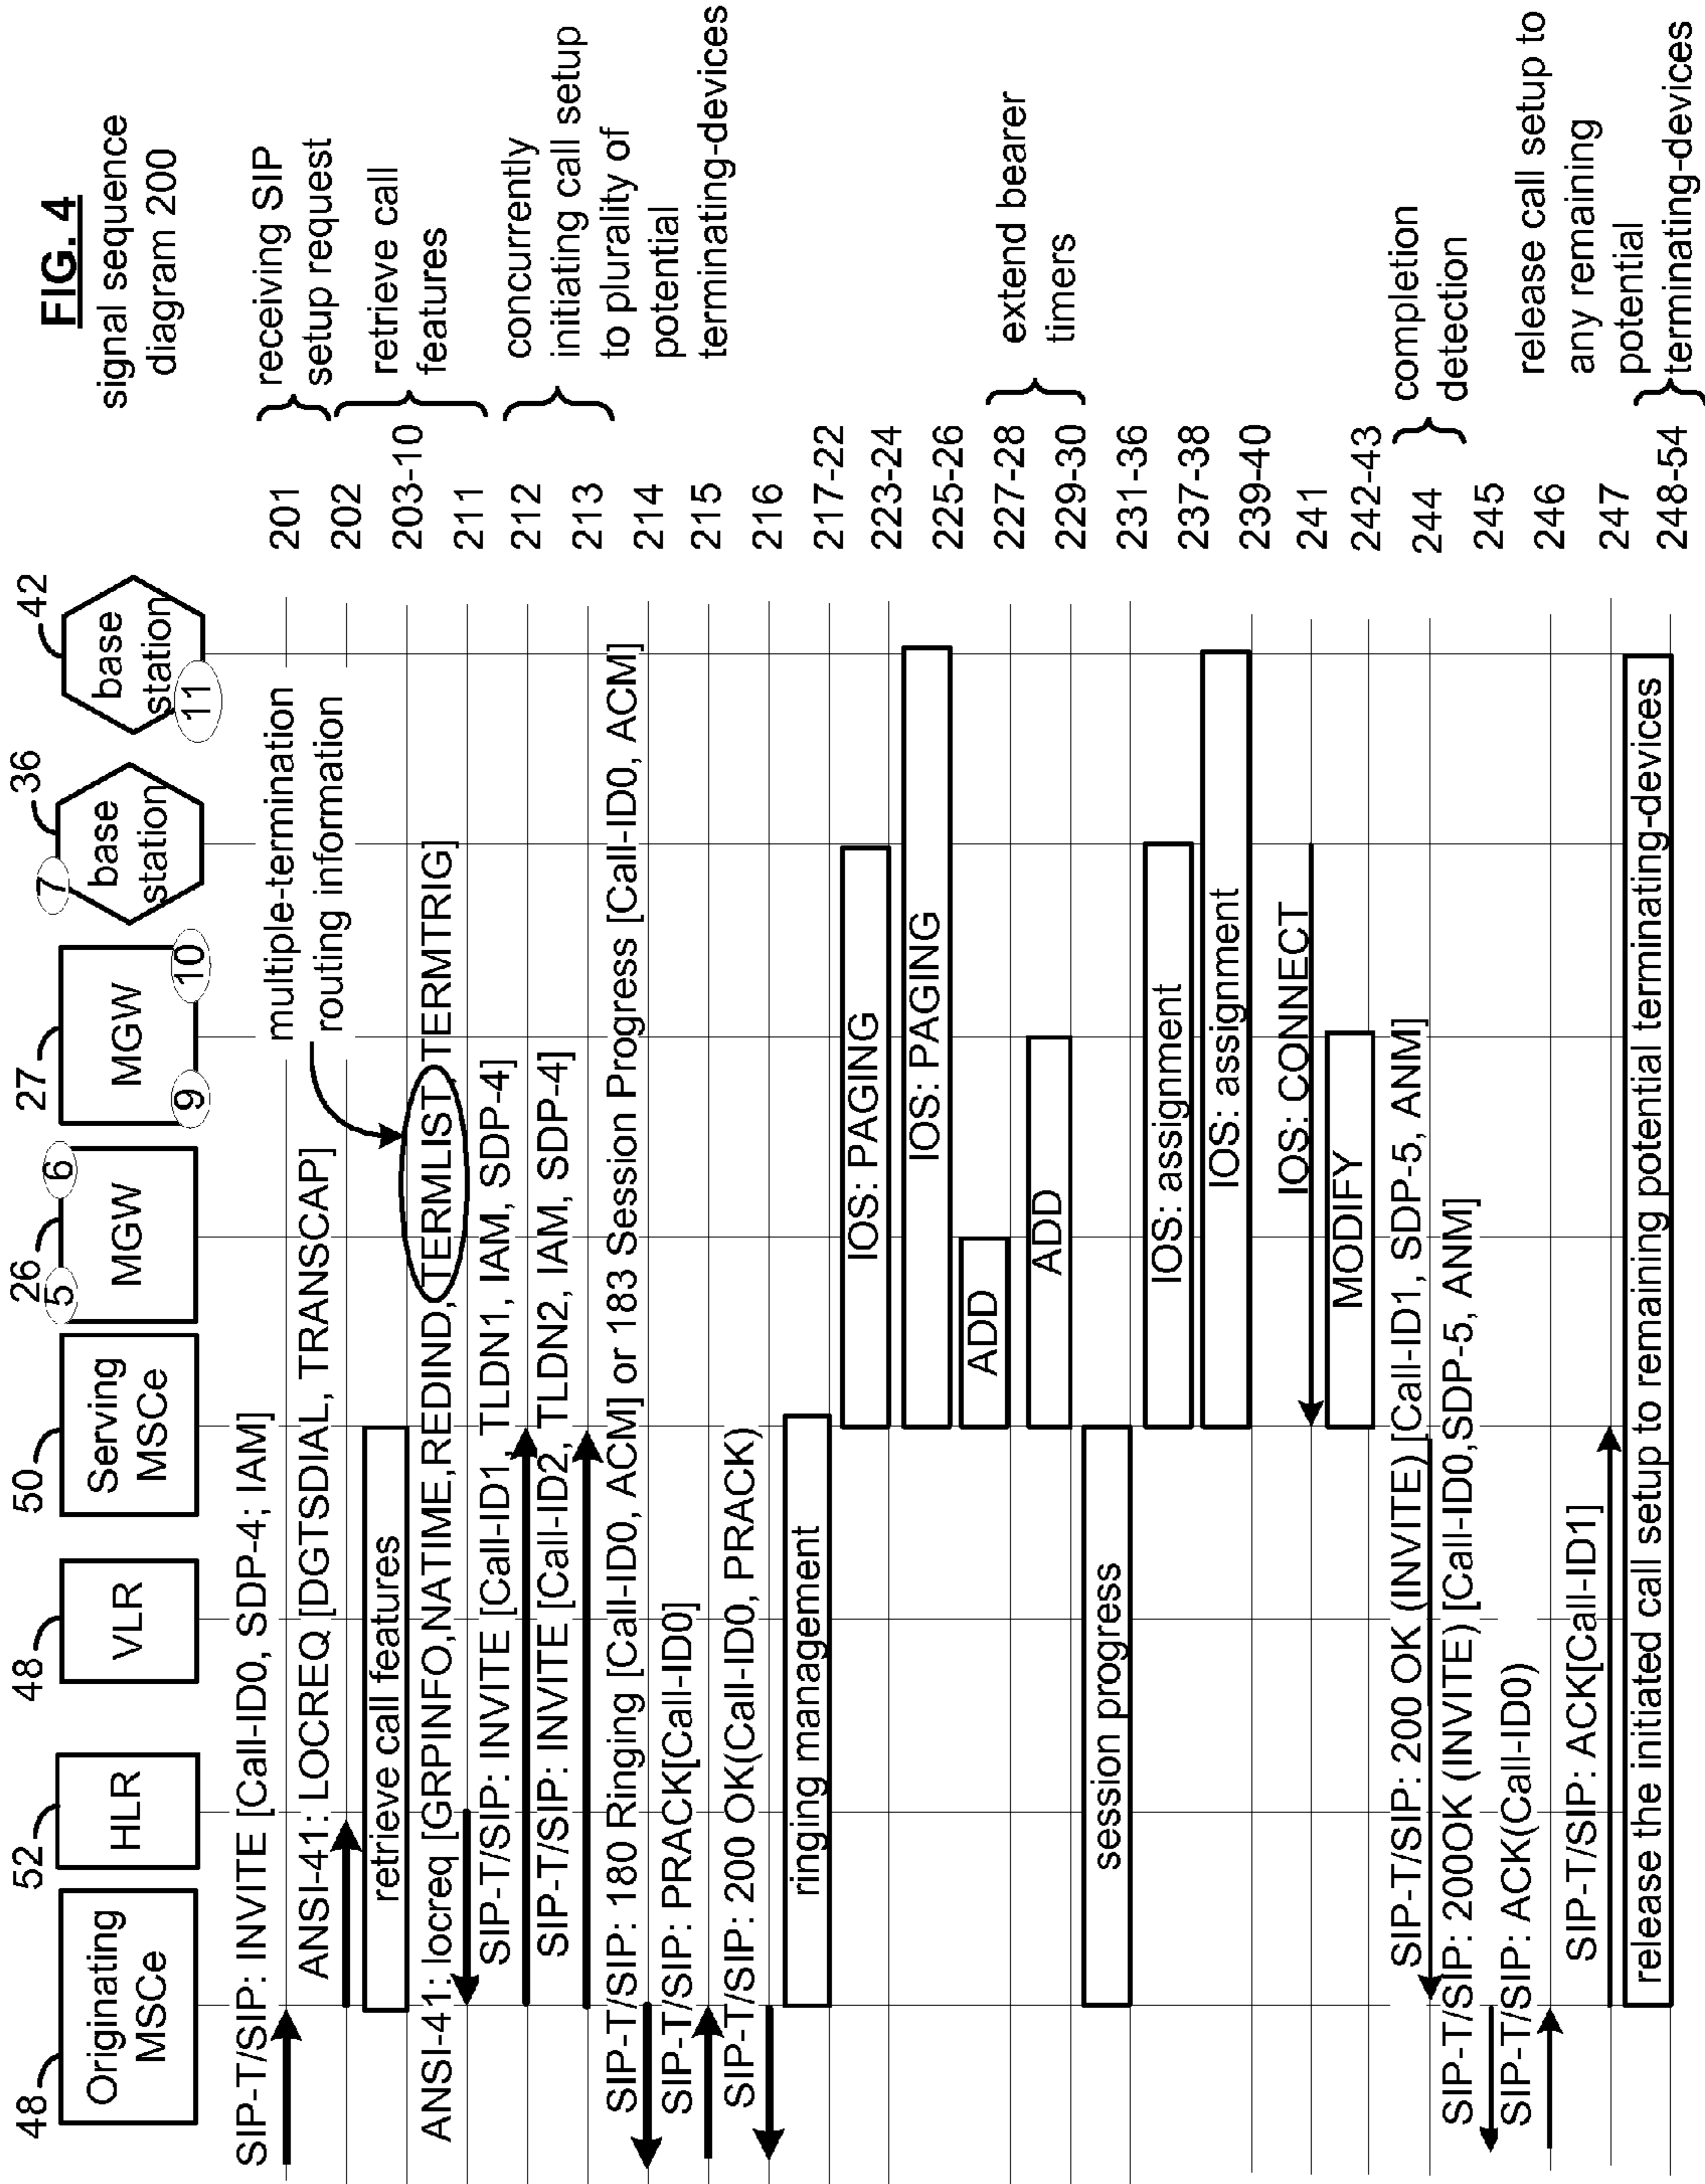 FIG. 4
signal sequence
diagram 200
48
Originating
MSCe
52
HLR
48
VLR
50
Serving
MSCe
26
5
6
MGW
27
MGW
9
10
36
7
base
station
42
base
station
11
SIP-T/SIP: INVITE [Call-ID0, SDP-4; IAM]
201
receiving SIP
setup request
ANSI-41: LOCREQ [DGTSDIAL, TRANSCAP]
202
multiple-termination
routing information
retrieve call features
203-10
retrieve call
features
ANSI-41: locreq [GRPINFO,NATIME,REDIND, TERMLIST,TERMTRIG]
211
SIP-T/SIP: INVITE [Call-ID1, TLDN1, IAM, SDP-4]
212
concurrently
initiating call setup
to plurality of
potential
terminating-devices
SIP-T/SIP: INVITE [Call-ID2, TLDN2, IAM, SDP-4]
213
SIP-T/SIP: 180 Ringing [Call-ID0, ACM] or 183 Session Progress [Call-ID0, ACM]
214
SIP-T/SIP: PRACK[Call-ID0]
215
SIP-T/SIP: 200 OK(Call-ID0, PRACK)
216
ringing management
217-22
IOS: PAGING
223-24
IOS: PAGING
225-26
ADD
227-28
extend bearer
timers
ADD
229-30
session progress
231-36
IOS: assignment
237-38
IOS: assignment
239-40
IOS: CONNECT
241
MODIFY
242-43
SIP-T/SIP: 200 OK (INVITE) [Call-ID1, SDP-5, ANM]
244
completion
detection
SIP-T/SIP: 200OK (INVITE) [Call-ID0,SDP-5, ANM]
245
SIP-T/SIP: ACK(Call-ID0)
246
SIP-T/SIP: ACK[Call-ID1]
247
release the initiated call setup to remaining potential terminating-devices
248-54
release call setup to
any remaining
potential
terminating-devices